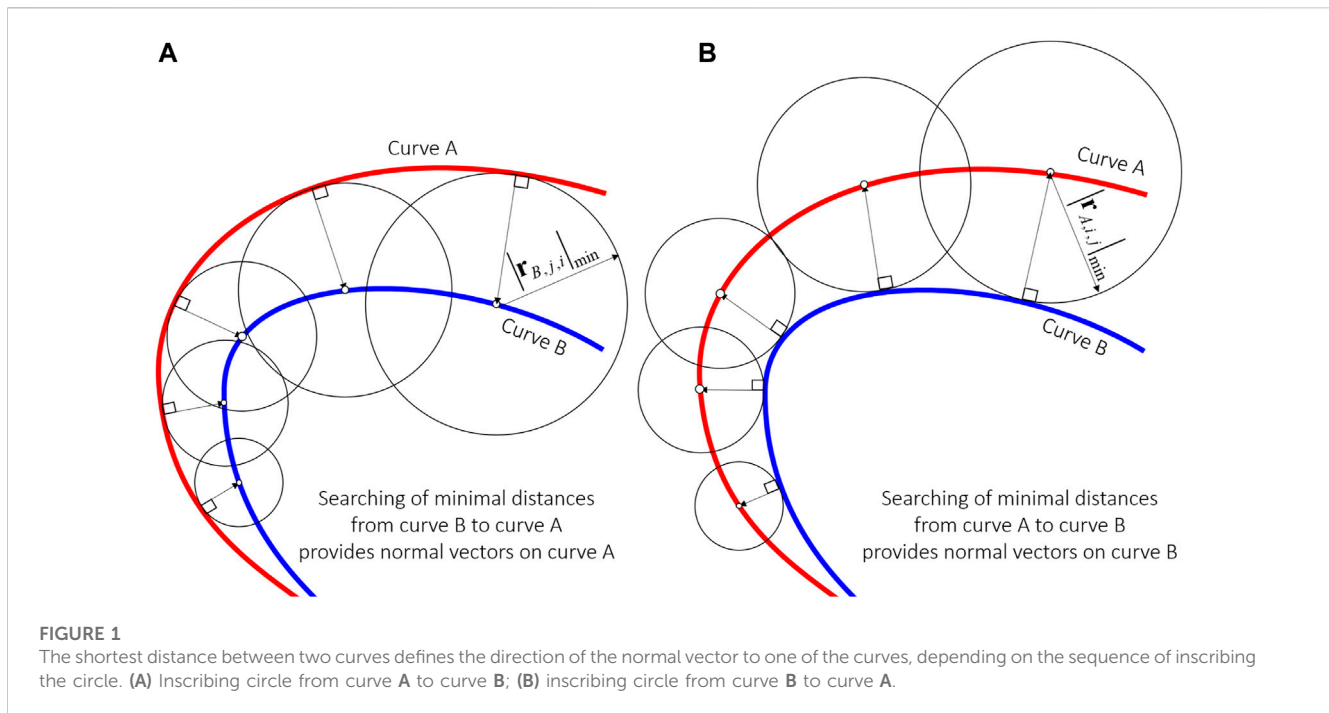 A
Curve A
|r B,j,i| min
Curve B
Searching of minimal distances
from curve B to curve A
provides normal vectors on curve A
B
Curve A
|r A,i,j| min
Curve B
Searching of minimal distances
from curve A to curve B
provides normal vectors on curve B
FIGURE 1
The shortest distance between two curves defines the direction of the normal vector to one of the curves, depending on the sequence of inscribing
the circle. (A) Inscribing circle from curve A to curve B; (B) inscribing circle from curve B to curve A.